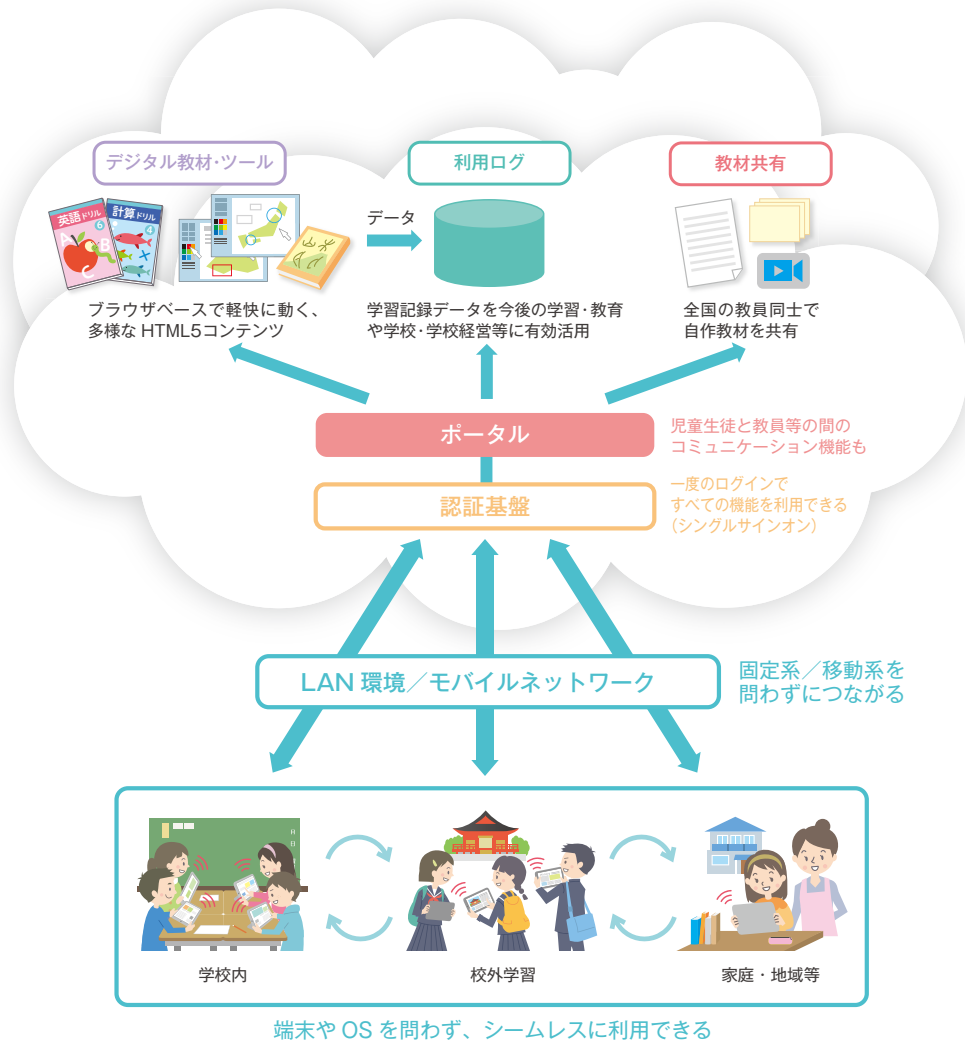 デジタル教材・ツール
利用ログ
教材共有
英語ドリル
6
A
B
C
計算ドリル
4
データ
ブラウザベースで軽快に動く、
多様な HTML5コンテンツ
学習記録データを今後の学習・教育
や学校・学校経営等に有効活用
全国の教員同士で
自作教材を共有
ポータル
児童生徒と教員等の間の
コミュニケーション機能も
認証基盤
一度のログインで
すべての機能を利用できる
（シングルサインオン）
LAN 環境／モバイルネットワーク
固定系／移動系を
問わずにつながる
学校内
校外学習
家庭・地域等
端末や OS を問わず、シームレスに利用できる